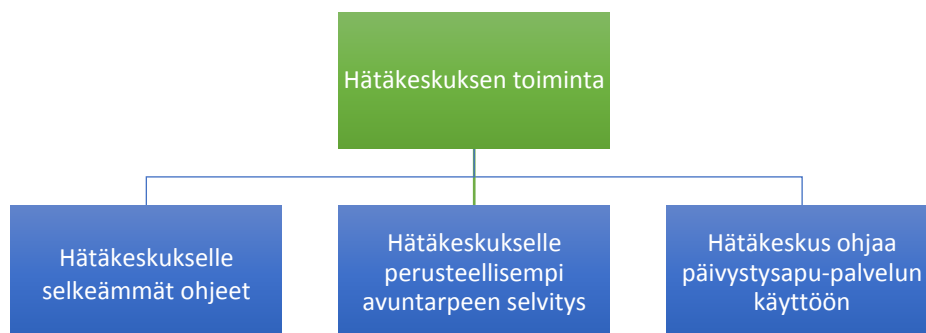 Hätäkeskuksen toiminta
Hätäkeskukselle
selkeämmät ohjeet
Hätäkeskukselle
perusteellisempi
avuntarpeen selvitys
Hätäkeskus ohjaa
päivystysapu-palvelun
käyttöön